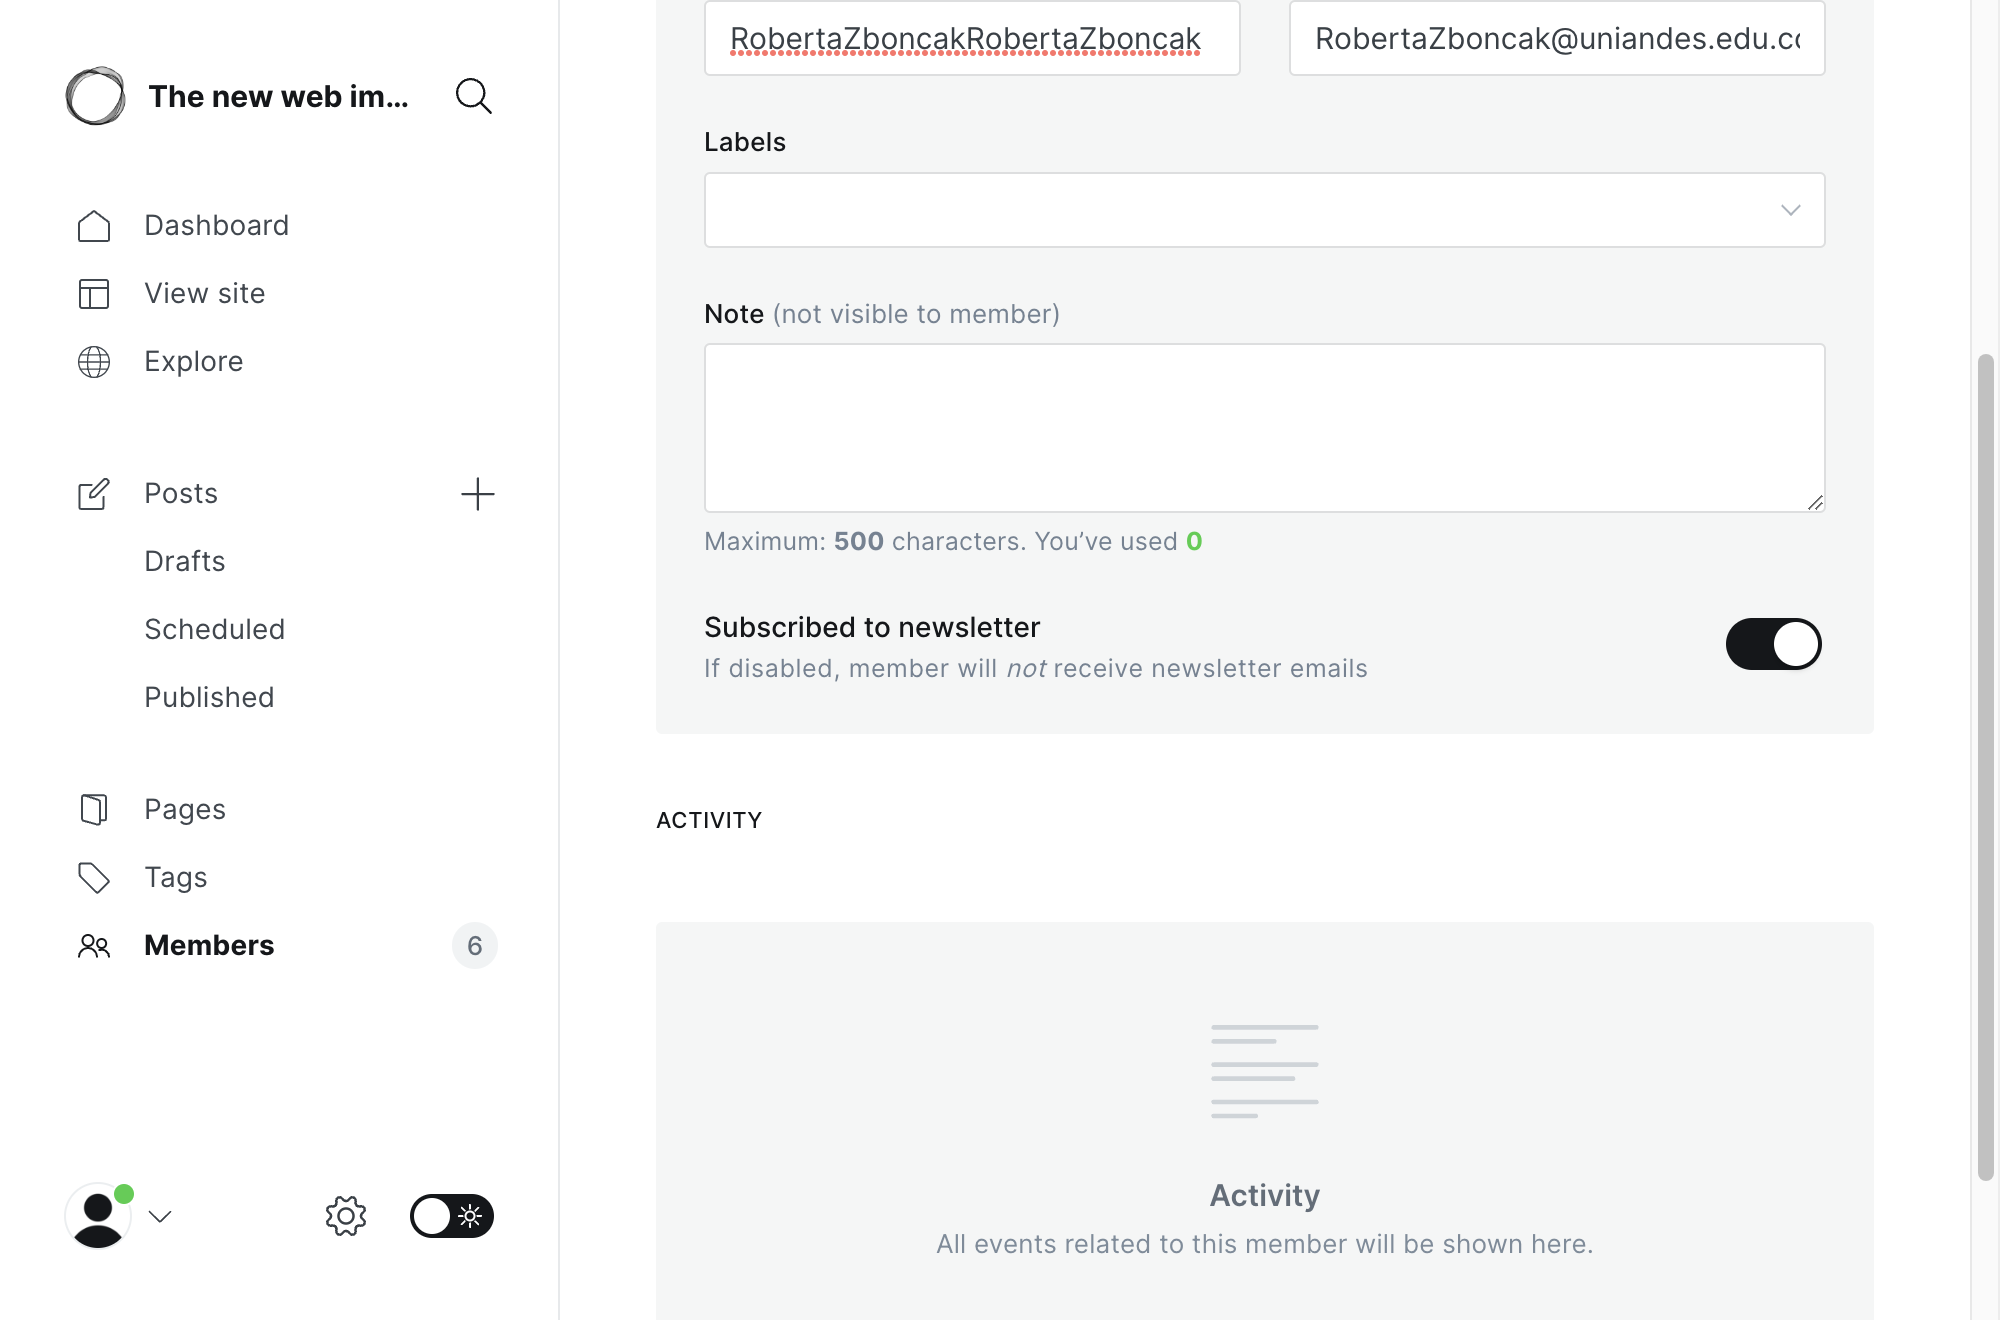 The new web im...
Dashboard
View site
Explore
Posts
Drafts
Scheduled
Published
Pages
Tags
Members 6
RobertaZboncakRobertaZboncak
RobertaZboncak@uniandes.edu.co
Labels
Note (not visible to member)
Maximum: 500 characters. You’ve used 0
Subscribed to newsletter
If disabled, member will not receive newsletter emails
ACTIVITY
Activity
All events related to this member will be shown here.